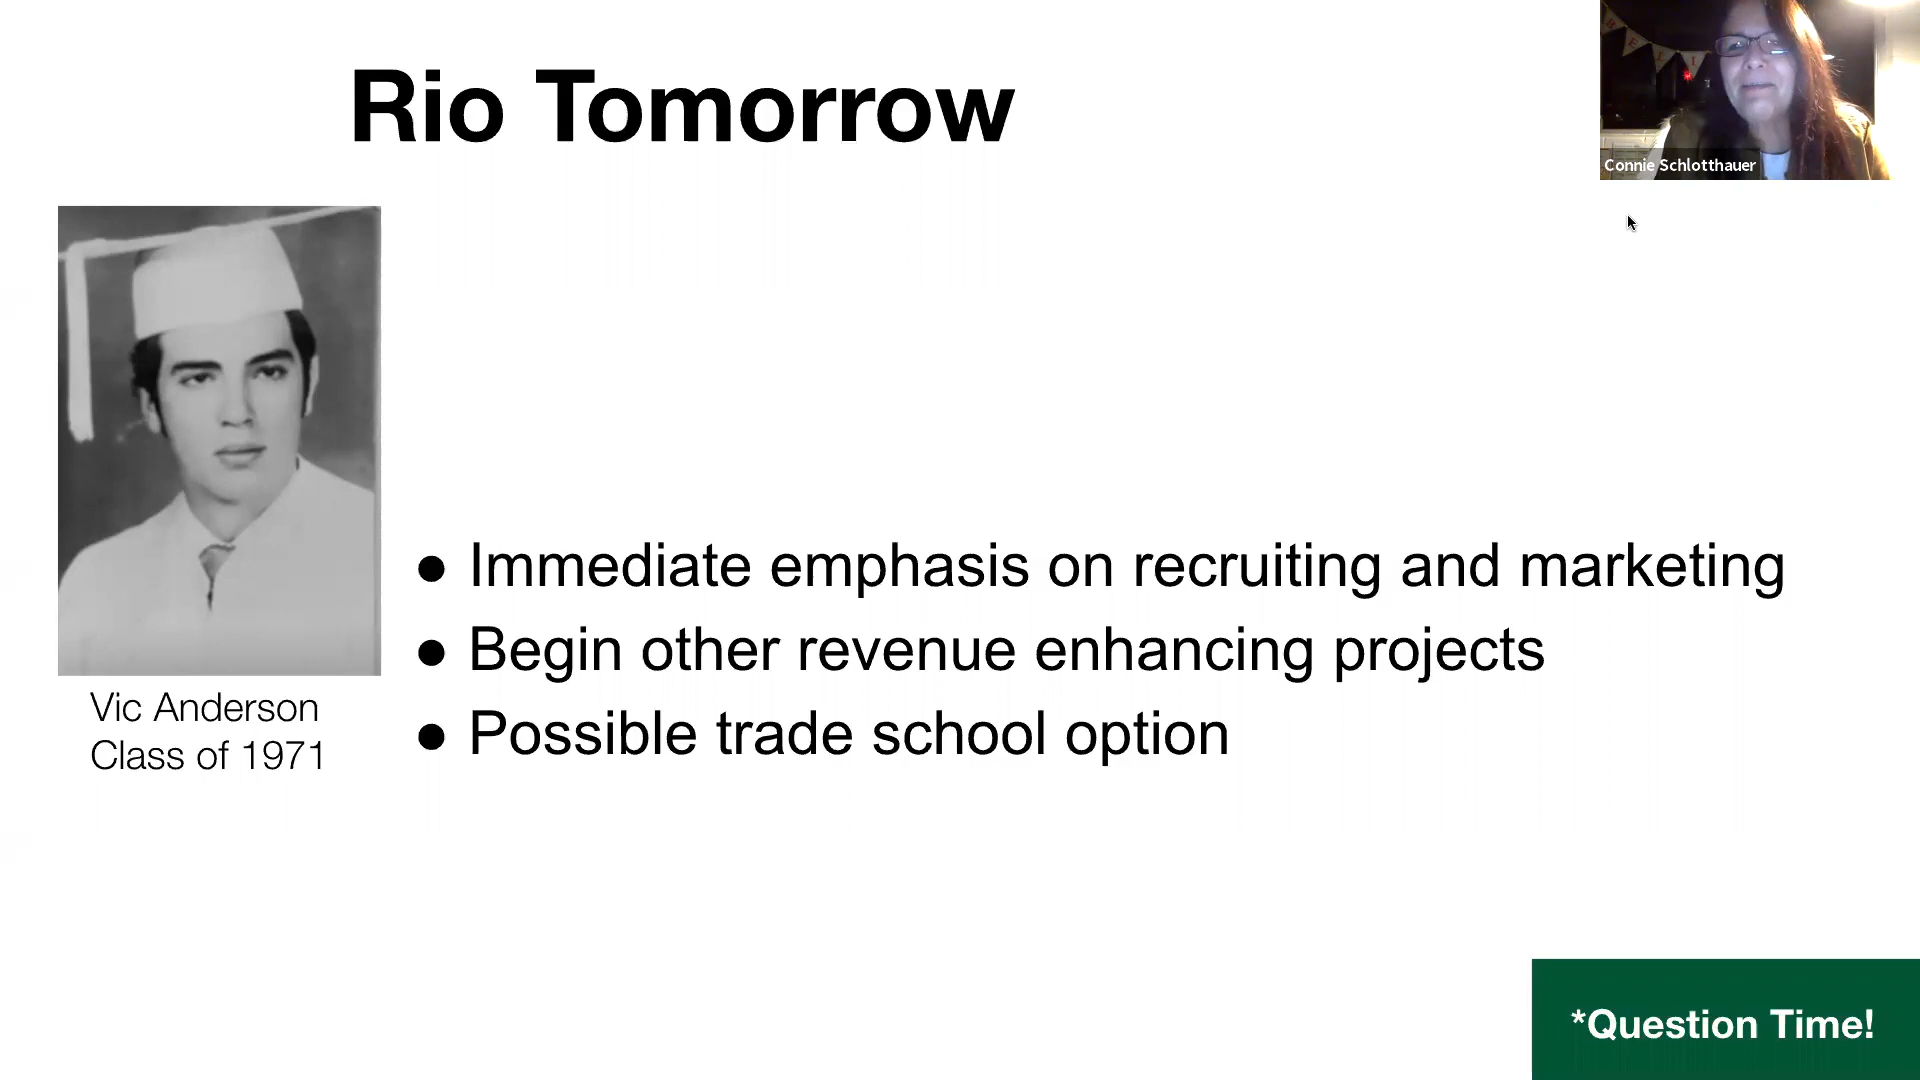 Rio Tomorrow
Connie Schlotthauer
Vic Anderson
Class of 1971
● Immediate emphasis on recruiting and marketing
● Begin other revenue enhancing projects
● Possible trade school option
*Question Time!